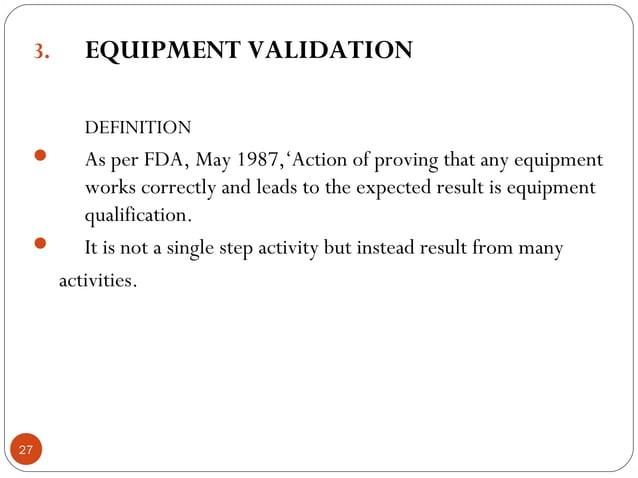 3. EQUIPMENT VALIDATION
DEFINITION
As per FDA, May 1987,‘Action of proving that any equipment
works correctly and leads to the expected result is equipment
qualification.
It is not a single step activity but instead result from many
activities.
27